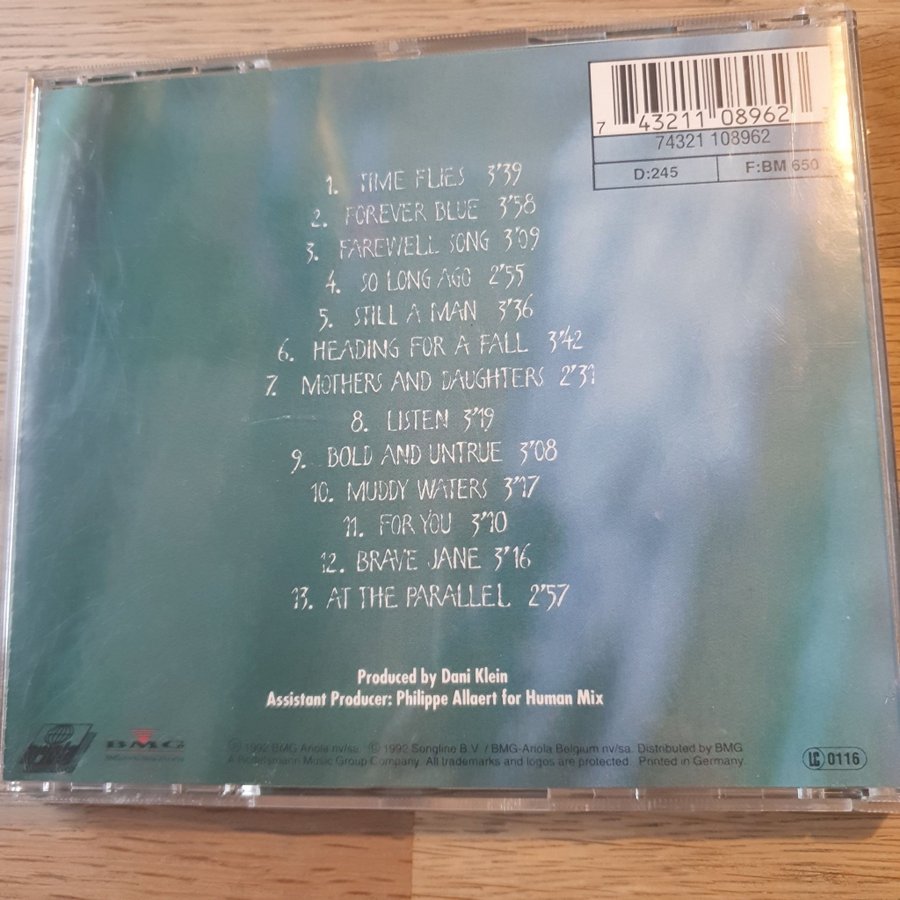 7 43211 08962 7
74321 108962
D:245 F:BM 650
1. TIME FLIES 3'39
2. FOREVER BLUE 3'58
3. FAREWELL SONG 3'09
4. SO LONG AGO 2'55
5. STILL A MAN 3'36
6. HEADING FOR A FALL 3'42
7. MOTHERS AND DAUGHTERS 2'31
8. LISTEN 3'19
9. BOLD AND UNTRUE 3'08
10. MUDDY WATERS 3'17
11. FOR YOU 3'10
12. BRAVE JANE 3'16
13. AT THE PARALLEL 2'57
Produced by Dani Klein
Assistant Producer: Philippe Allaert for Human Mix
BMG
℗ 1992 BMG Ariola nv/sa. © 1992 Songline B.V. / BMG-Ariola Belgium nv/sa. Distributed by BMG
A Bertelsmann Music Group Company. All trademarks and logos are protected. Printed in Germany.
LC 0116